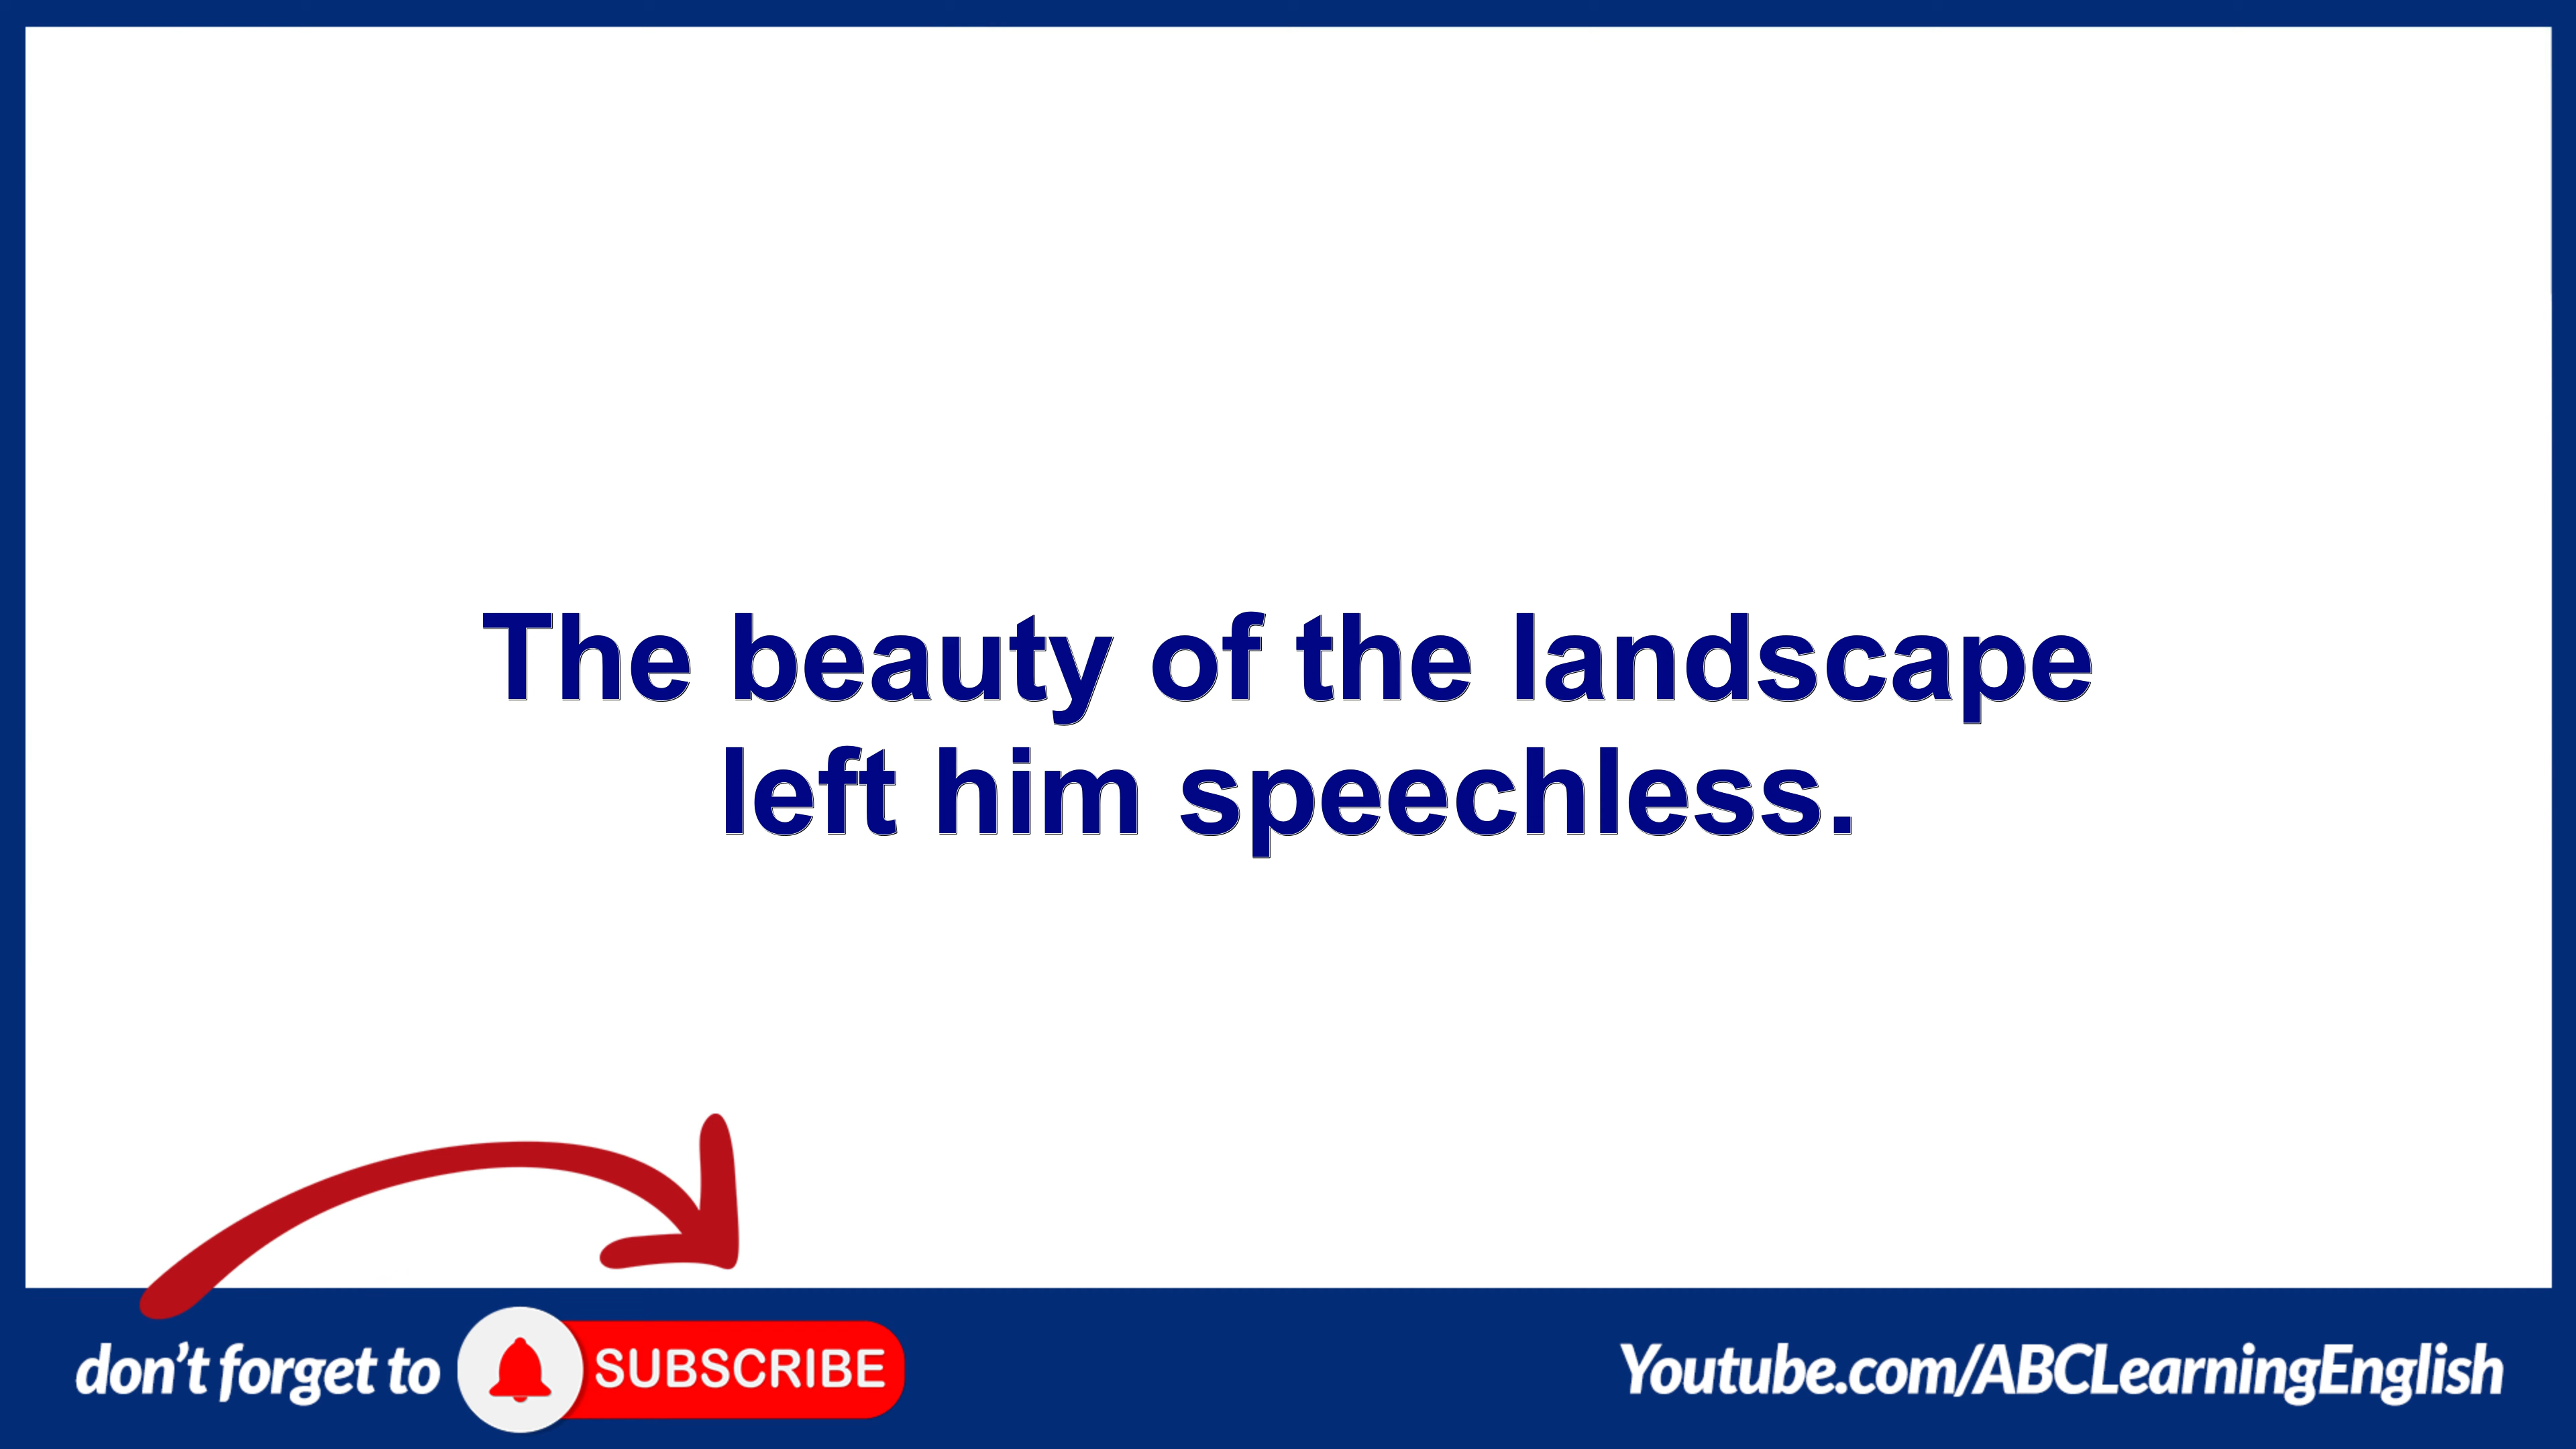 The beauty of the landscape
left him speechless.
don't forget to SUBSCRIBE
Youtube.com/ABCLearningEnglish